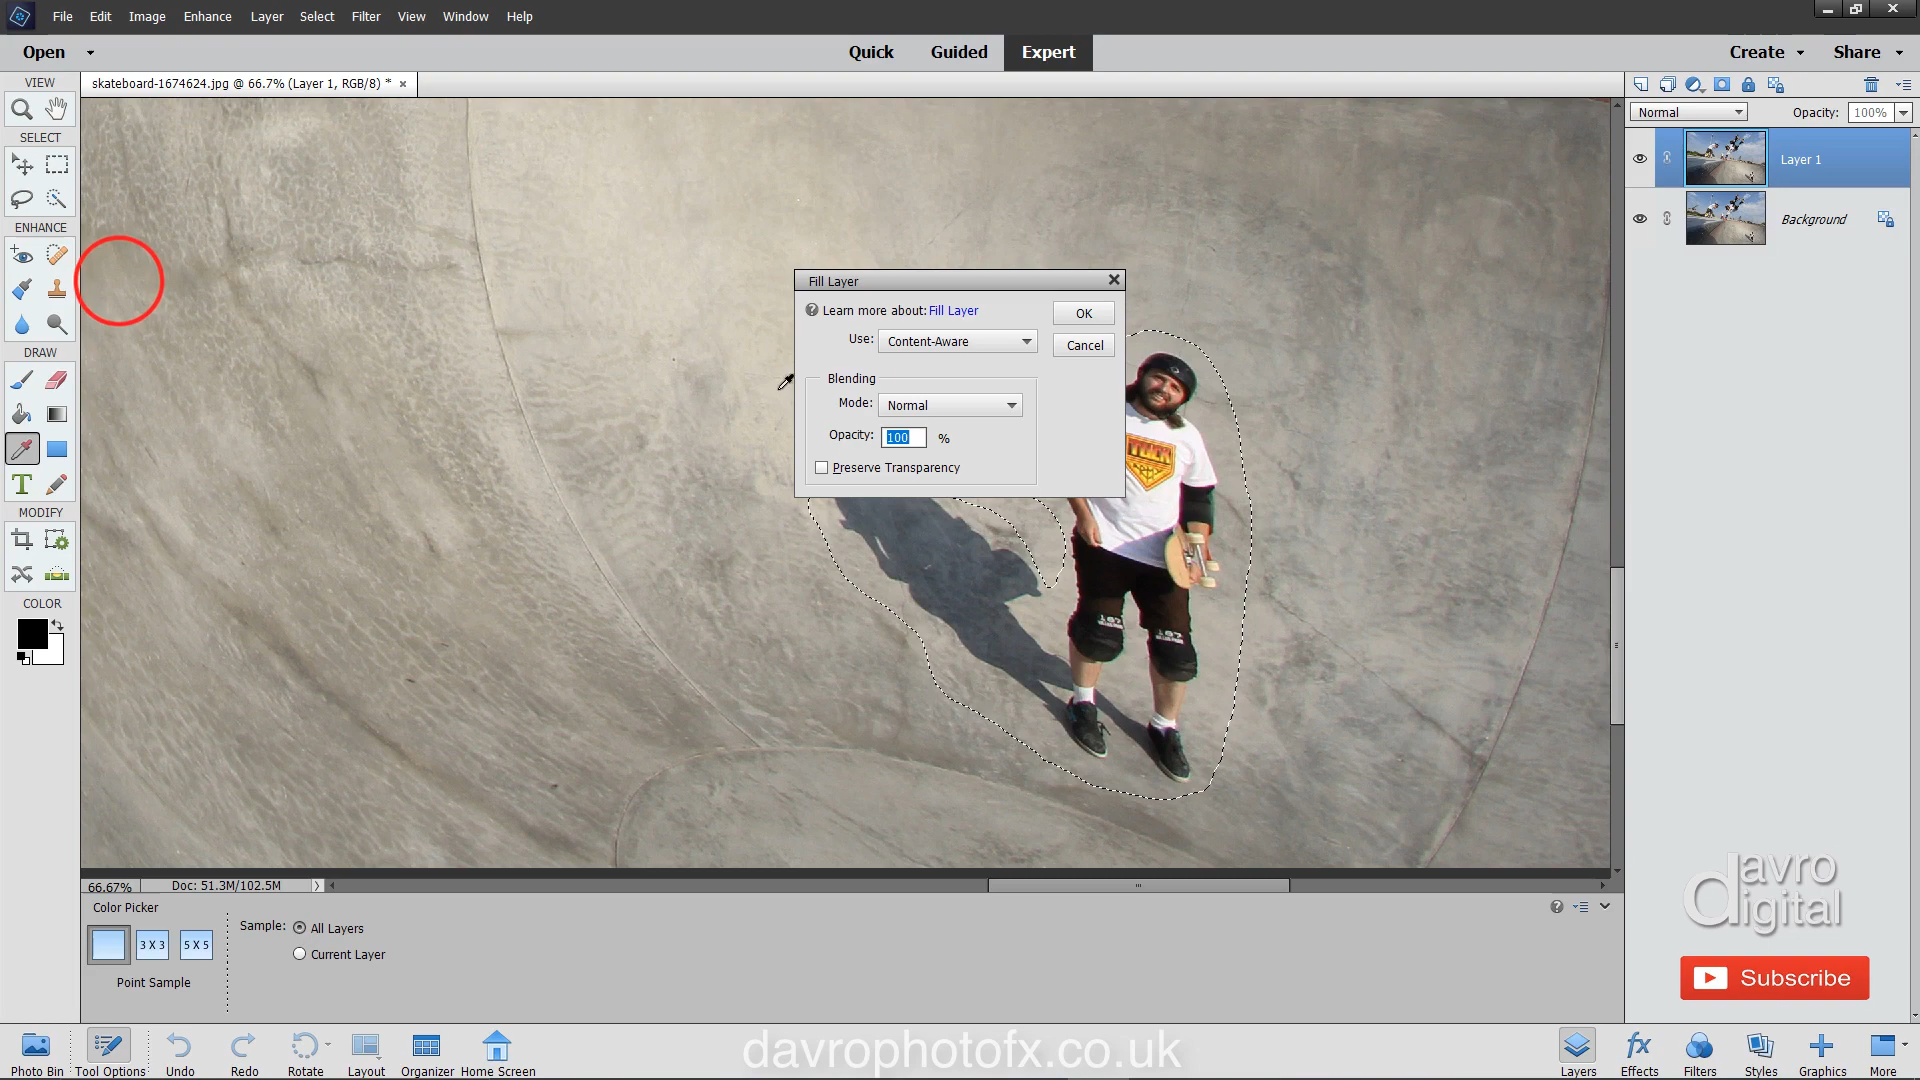 File Edit Image Enhance Layer Select Filter View Window Help
Open Quick Guided Expert Create Share
VIEW
skateboard-1674624.jpg @ 66.7% (Layer 1, RGB/8) *
Normal Opacity: 100%
SELECT
Layer 1
ENHANCE
Background
Fill Layer
Learn more about: Fill Layer OK
Use: Content-Aware Cancel
DRAW
Blending
Mode: Normal
Opacity: 100 %
Preserve Transparency
MODIFY
COLOR
187
187
66.67% Doc: 51.3M/102.5M
Color Picker
Sample: All Layers
3 X 3 5 X 5
Current Layer
Point Sample
davro
digital
Subscribe
davrophotofx.co.uk
Photo Bin Tool Options Undo Redo Rotate Layout Organizer Home Screen Layers Effects Filters Styles Graphics More